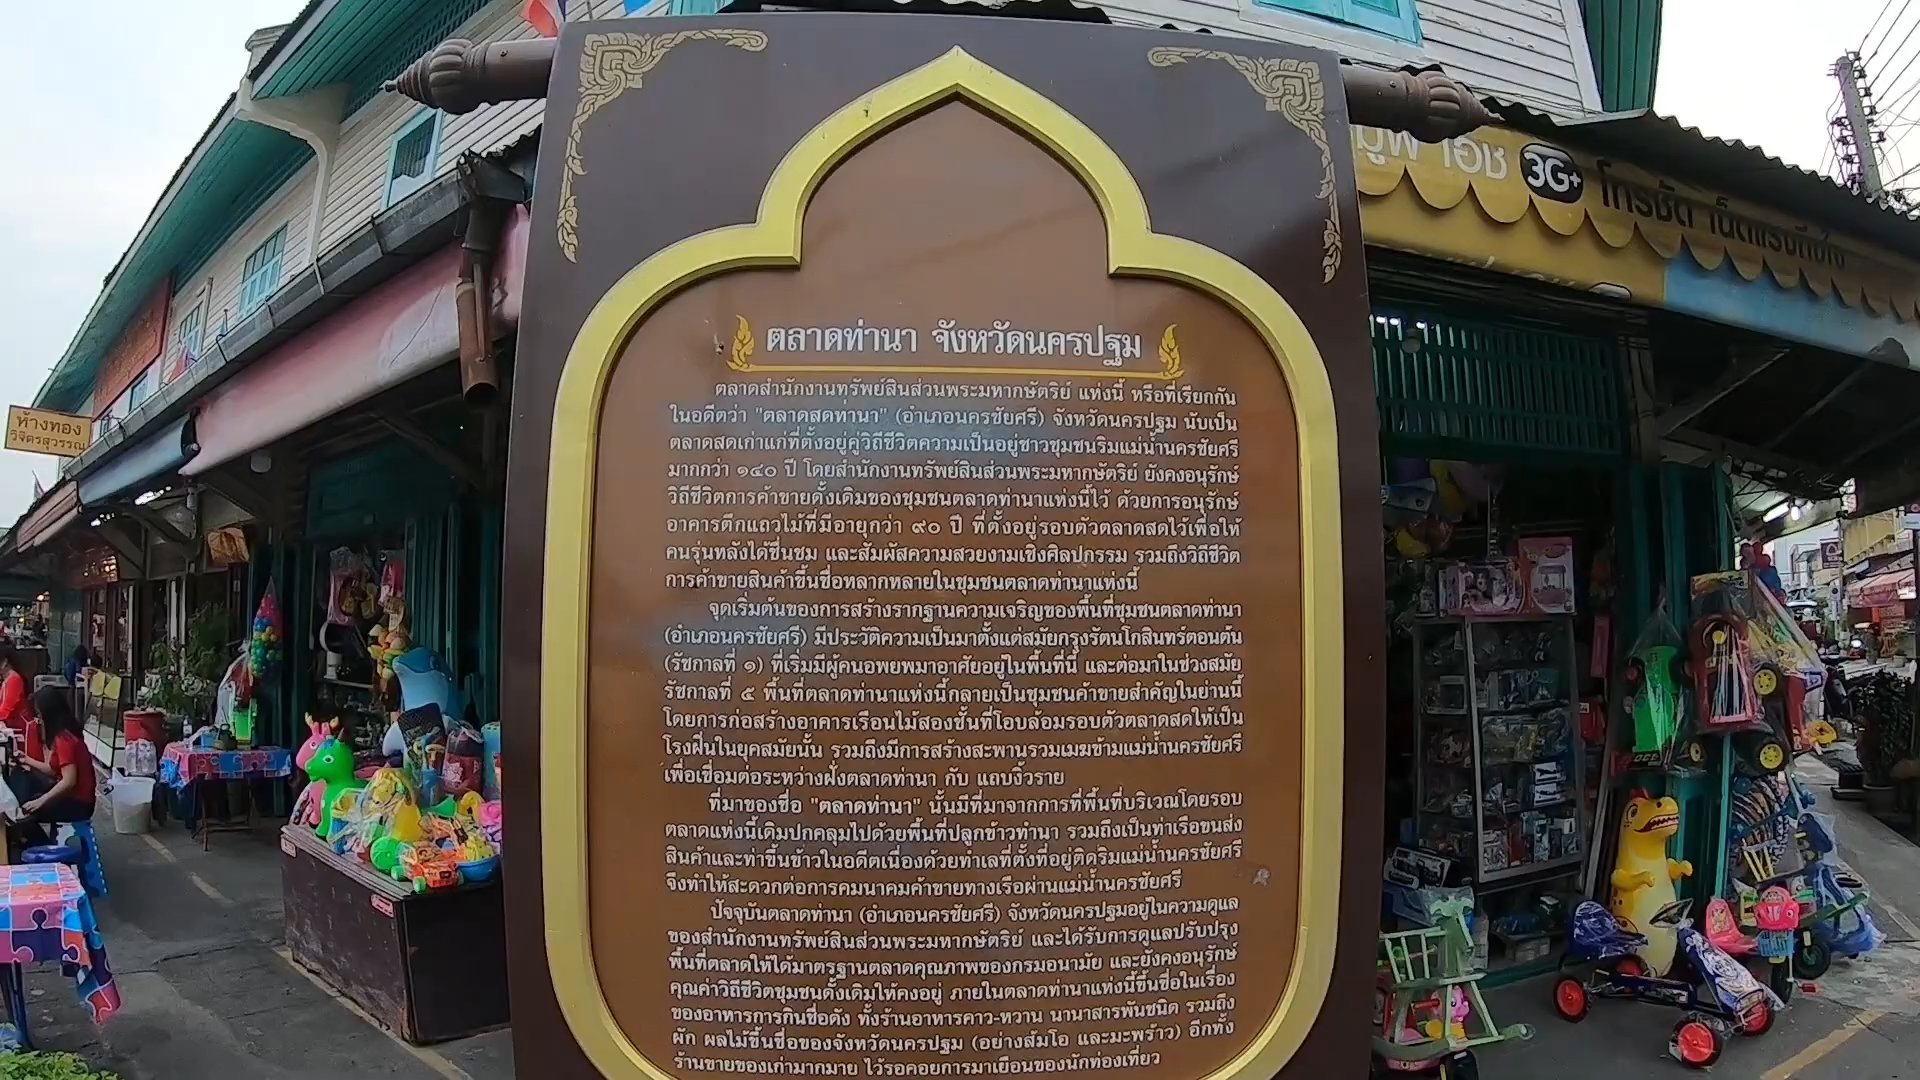 ตลาดท่านา จังหวัดนครปฐม
ตลาดสำนักงานทรัพย์สินส่วนพระมหากษัตริย์ แห่งนี้ หรือที่เรียกกัน
ในอดีตว่า "ตลาดสดท่านา" (อำเภอนครชัยศรี) จังหวัดนครปฐม นับเป็น
ตลาดสดเก่าแก่ที่ตั้งอยู่คู่วิถีชีวิตความเป็นอยู่ชาวชุมชนริมแม่น้ำนครชัยศรี
มากกว่า ๑๔๐ ปี โดยสำนักงานทรัพย์สินส่วนพระมหากษัตริย์ ยังคงอนุรักษ์
วิถีชีวิตการค้าขายดั้งเดิมของชุมชนตลาดท่านาแห่งนี้ไว้ ด้วยการอนุรักษ์
อาคารตึกแถวไม้ที่มีอายุกว่า ๙๐ ปี ที่ตั้งอยู่รอบตัวตลาดสดไว้เพื่อให้
คนรุ่นหลังได้ชื่นชม และสัมผัสความสวยงามเชิงศิลปกรรม รวมถึงวิถีชีวิต
การค้าขายสินค้าขึ้นชื่อหลากหลายในชุมชนตลาดท่านาแห่งนี้
จุดเริ่มต้นของการสร้างรากฐานความเจริญของพื้นที่ชุมชนตลาดท่านา
(อำเภอนครชัยศรี) มีประวัติความเป็นมาตั้งแต่สมัยกรุงรัตนโกสินทร์ตอนต้น
(รัชกาลที่ ๑) ที่เริ่มมีผู้คนอพยพมาอาศัยอยู่ในพื้นที่นี้ และต่อมาในช่วงสมัย
รัชกาลที่ ๕ พื้นที่ตลาดท่านาแห่งนี้กลายเป็นชุมชนค้าขายสำคัญในย่านนี้
โดยการก่อสร้างอาคารเรือนไม้สองชั้นที่โอบล้อมรอบตัวตลาดสดให้เป็น
โรงฝิ่นในยุคสมัยนั้น รวมถึงมีการสร้างสะพานรวมเมฆข้ามแม่น้ำนครชัยศรี
เพื่อเชื่อมต่อระหว่างฝั่งตลาดท่านา กับ แถบงิ้วราย
ที่มาของชื่อ "ตลาดท่านา" นั้นมีที่มาจากการที่พื้นที่บริเวณโดยรอบ
ตลาดแห่งนี้เดิมปกคลุมไปด้วยพื้นที่ปลูกข้าวทำนา รวมถึงเป็นท่าเรือขนส่ง
สินค้าและท่าขึ้นข้าวในอดีตเนื่องด้วยทำเลที่ตั้งที่อยู่ติดริมแม่น้ำนครชัยศรี
จึงทำให้สะดวกต่อการคมนาคมค้าขายทางเรือผ่านแม่น้ำนครชัยศรี
ปัจจุบันตลาดท่านา (อำเภอนครชัยศรี) จังหวัดนครปฐมอยู่ในความดูแล
ของสำนักงานทรัพย์สินส่วนพระมหากษัตริย์ และได้รับการดูแลปรับปรุง
พื้นที่ตลาดให้ได้มาตรฐานตลาดคุณภาพของกรมอนามัย และยังคงอนุรักษ์
คุณค่าวิถีชีวิตชุมชนดั้งเดิมให้คงอยู่ ภายในตลาดท่านาแห่งนี้ขึ้นชื่อในเรื่อง
ของอาหารการกินชื่อดัง ทั้งร้านอาหารคาว-หวาน นานาสารพันชนิด รวมถึง
ผัก ผลไม้ขึ้นชื่อของจังหวัดนครปฐม (อย่างส้มโอ และมะพร้าว) อีกทั้ง
ร้านขายของเก่ามากมาย ไว้รอคอยการมาเยือนของนักท่องเที่ยว
ห้างทอง
วิจิตรสุวรรณ
3G+ โทรชัด